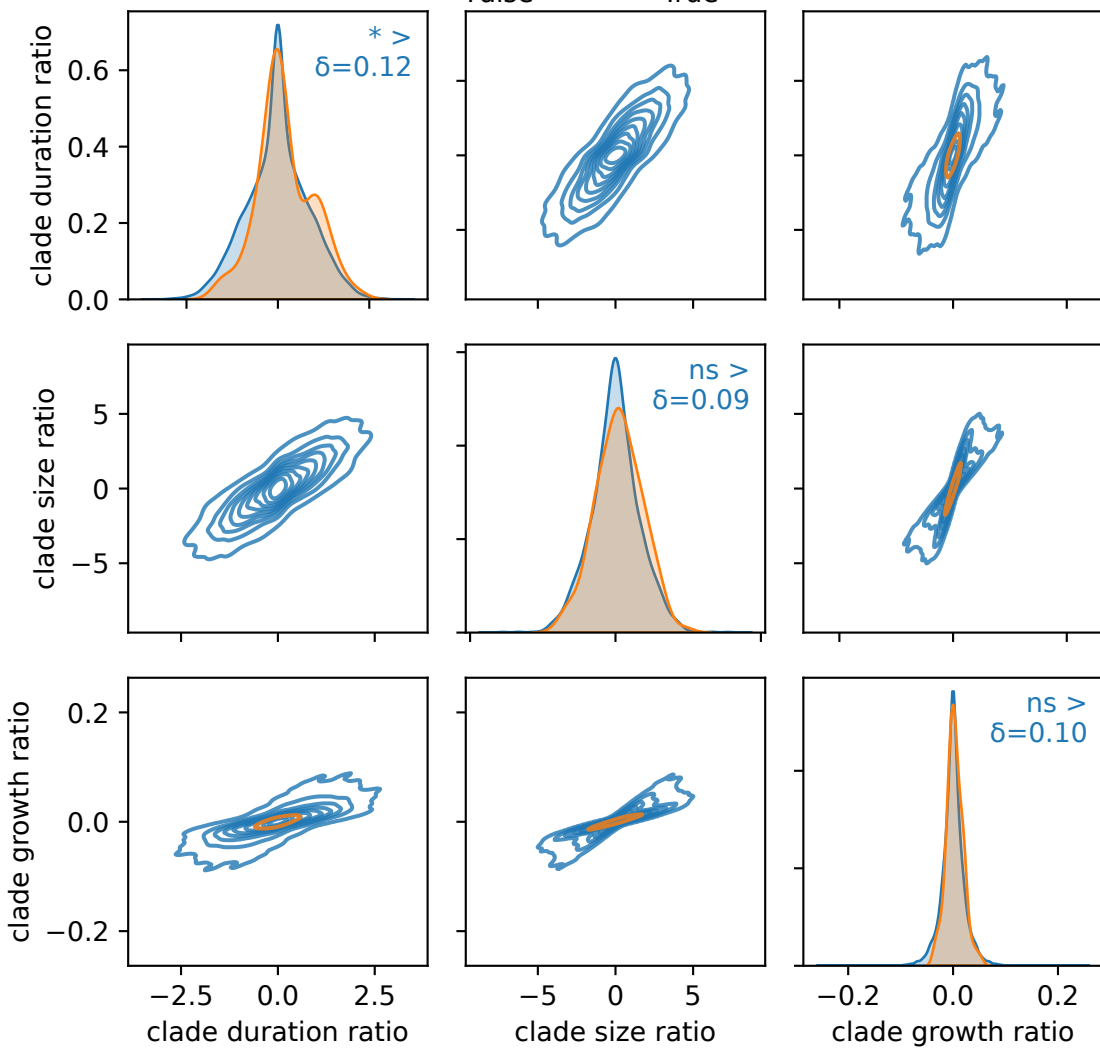 clade duration ratio
0.6
0.4
0.2
0.0
* >
δ=0.12
clade size ratio
5
0
−5
ns >
δ=0.09
clade growth ratio
0.2
0.0
−0.2
ns >
δ=0.10
−2.5 0.0 2.5
−5 0 5
−0.2 0.0 0.2
clade duration ratio
clade size ratio
clade growth ratio